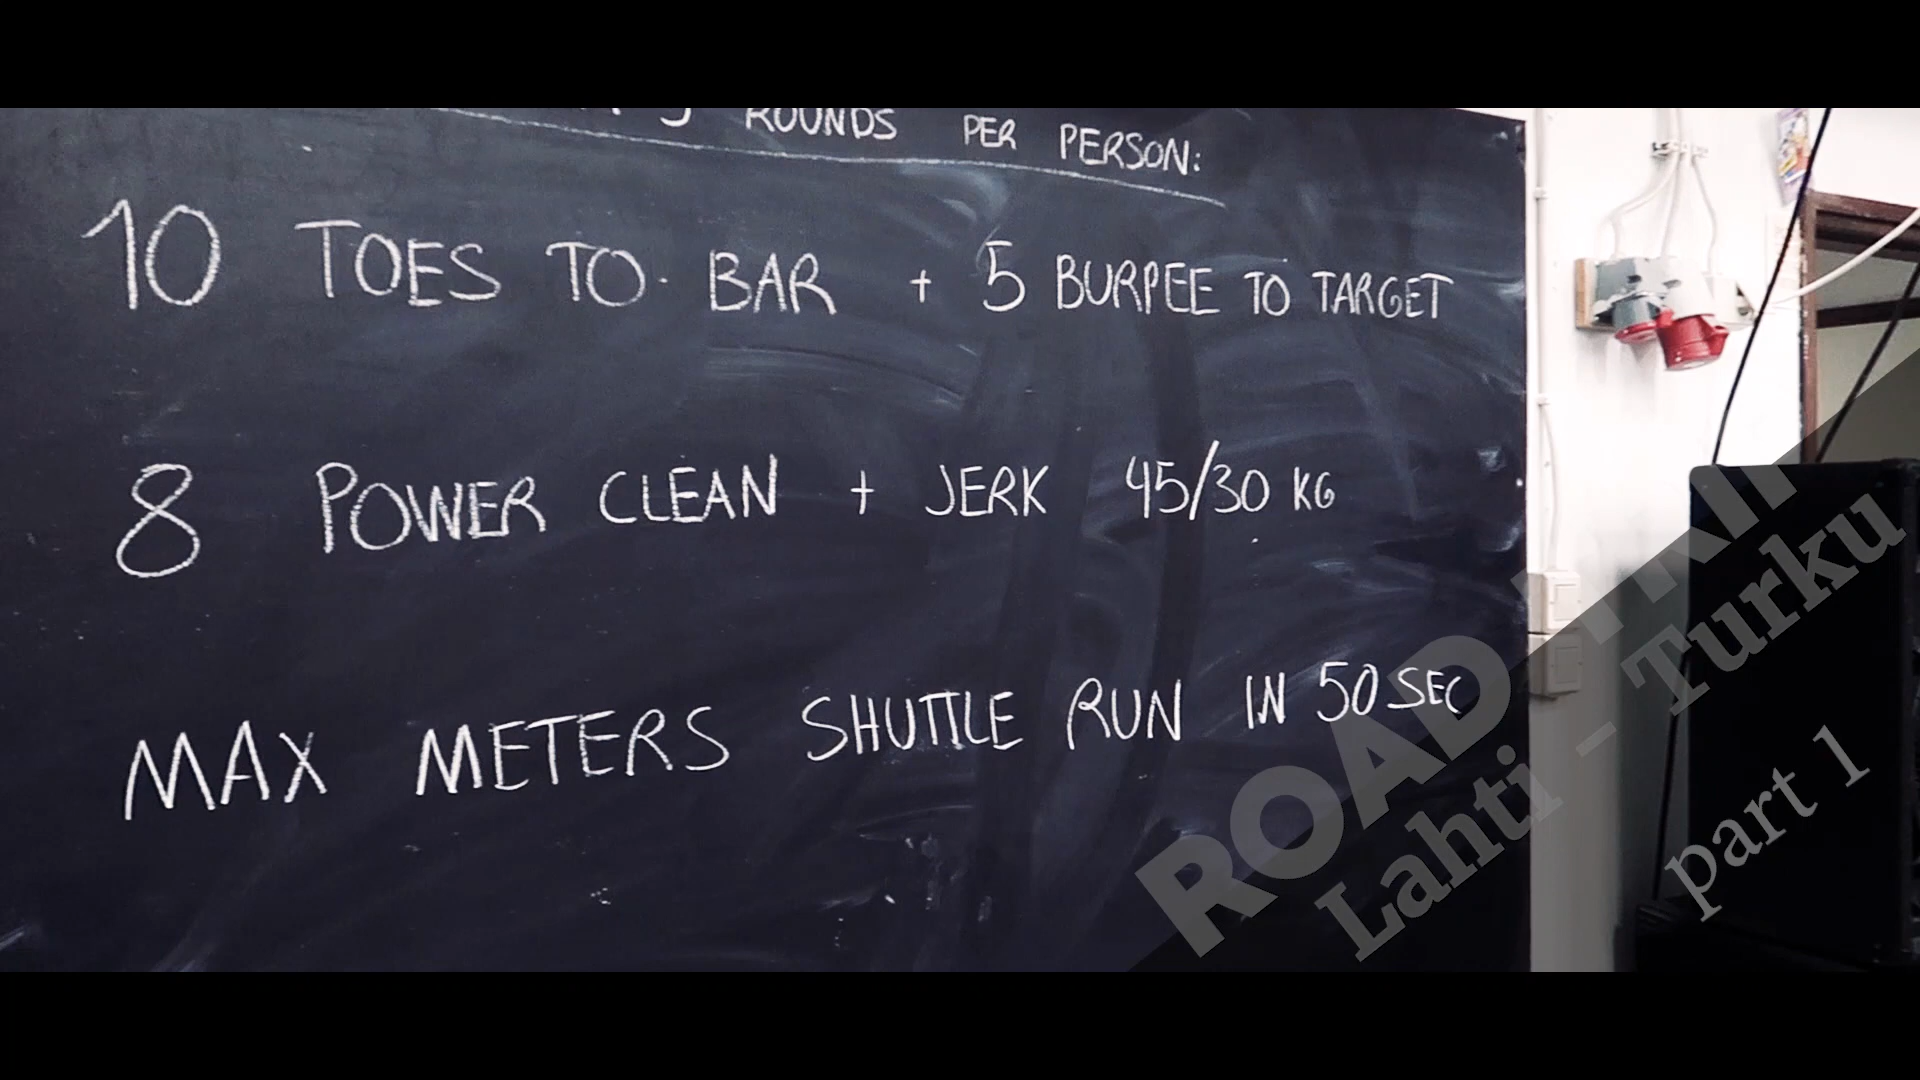 ROUNDS PER PERSON:
10 TOES TO BAR + 5 BURPEE TO TARGET
8 POWER CLEAN + JERK 45/30 KG
MAX METERS SHUTTLE RUN IN 50 SEC
ROAD
Lahti - Turku
part 1